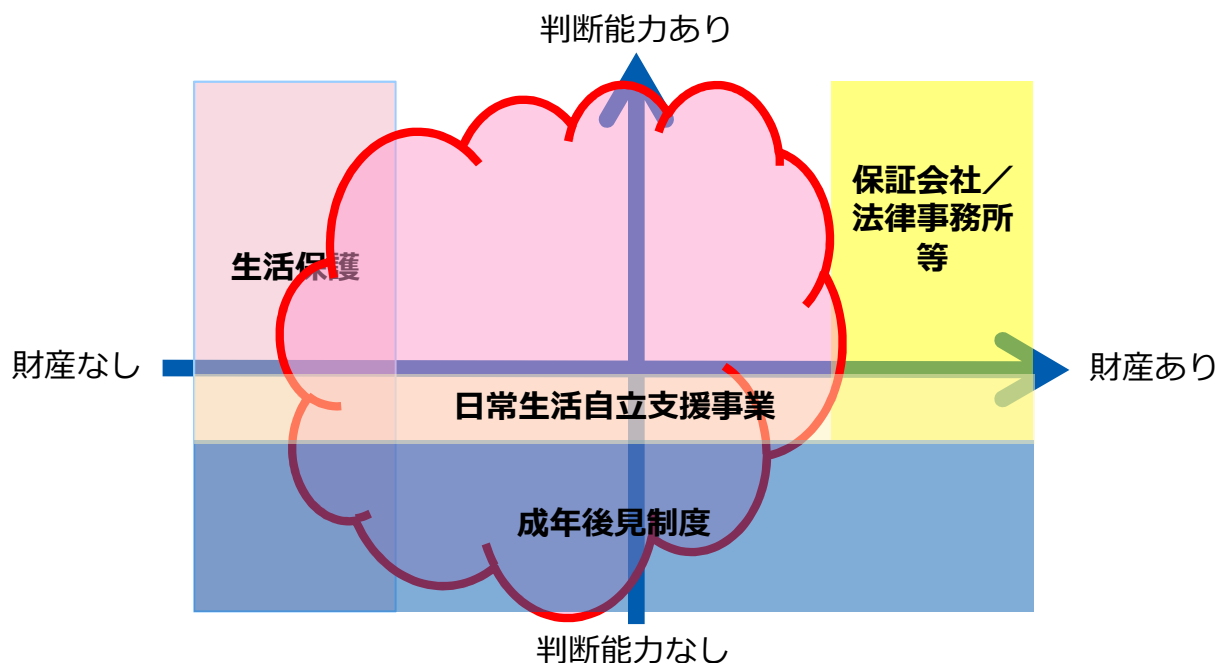 判断能力あり
保証会社／
法律事務所
等
生活保護
財産なし
財産あり
日常生活自立支援事業
成年後見制度
判断能力なし